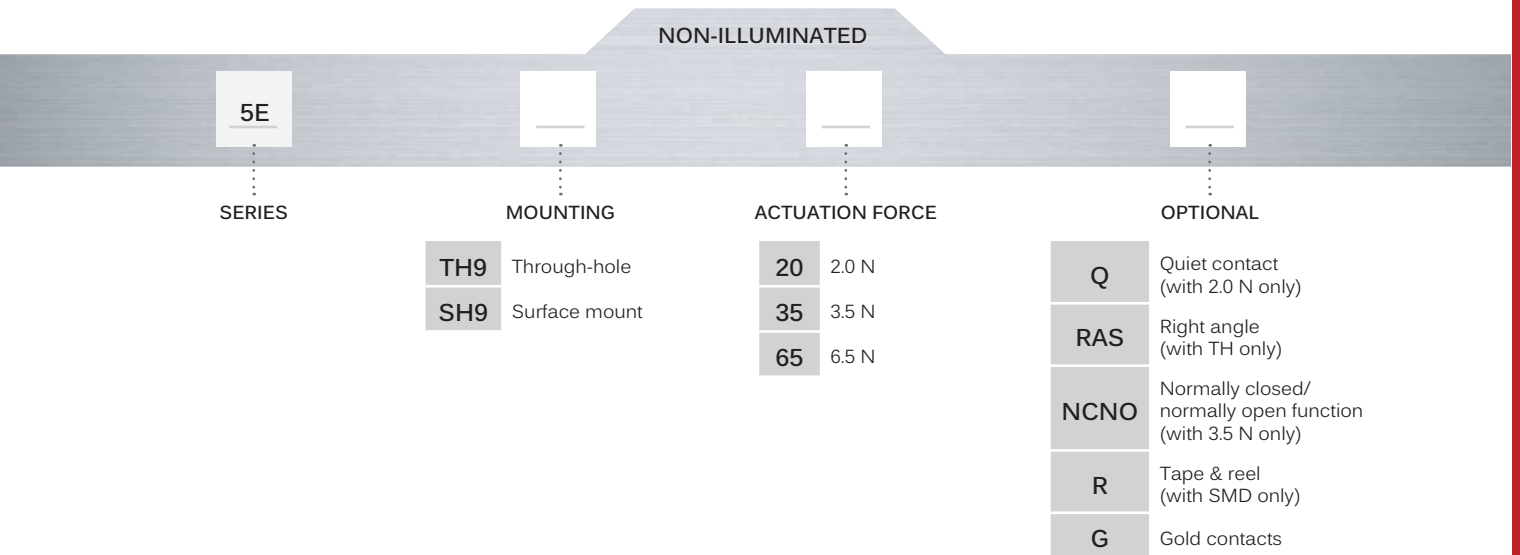 NON-ILLUMINATED
5E
SERIES
MOUNTING
ACTUATION FORCE
OPTIONAL
TH9 Through-hole
SH9 Surface mount
20 2.0 N
35 3.5 N
65 6.5 N
Q Quiet contact
(with 2.0 N only)
RAS Right angle
(with TH only)
NCNO Normally closed/
normally open function
(with 3.5 N only)
R Tape & reel
(with SMD only)
G Gold contacts